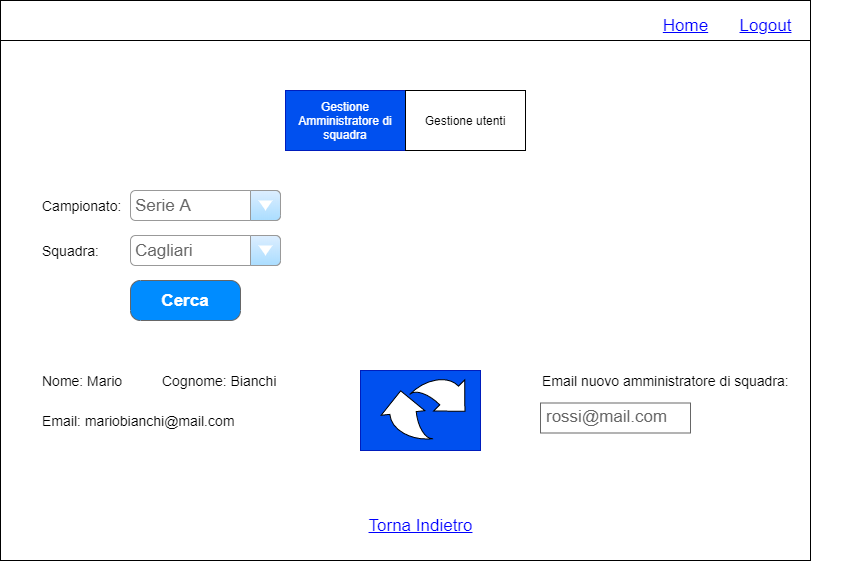 Home Logout
Gestione
Amministratore di
squadra
Gestione utenti
Campionato: Serie A
Squadra: Cagliari
Cerca
Nome: Mario Cognome: Bianchi
Email nuovo amministratore di squadra:
Email: mariobianchi@mail.com
rossi@mail.com
Torna Indietro